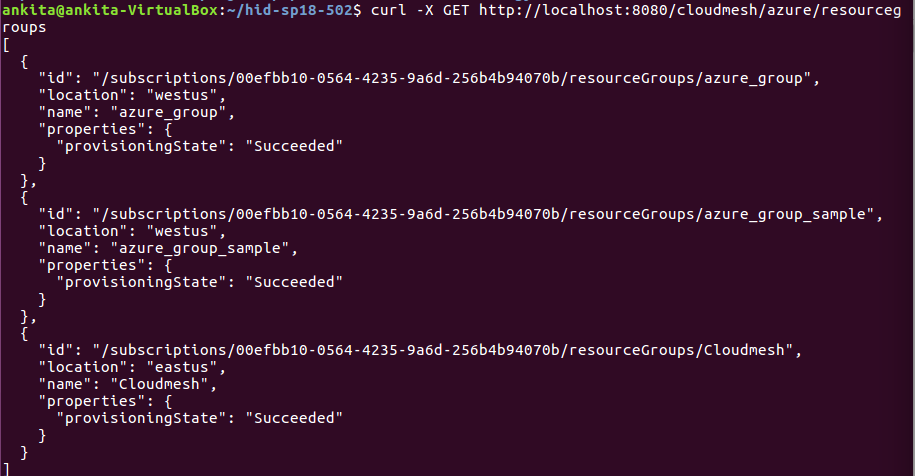 ankita@ankita-VirtualBox:~/hid-sp18-502$ curl -X GET http://localhost:8080/cloudmesh/azure/resourceg
roups
[
  {
    "id": "/subscriptions/00efbb10-0564-4235-9a6d-256b4b94070b/resourceGroups/azure_group",
    "location": "westus",
    "name": "azure_group",
    "properties": {
      "provisioningState": "Succeeded"
    }
  },
  {
    "id": "/subscriptions/00efbb10-0564-4235-9a6d-256b4b94070b/resourceGroups/azure_group_sample",
    "location": "westus",
    "name": "azure_group_sample",
    "properties": {
      "provisioningState": "Succeeded"
    }
  },
  {
    "id": "/subscriptions/00efbb10-0564-4235-9a6d-256b4b94070b/resourceGroups/Cloudmesh",
    "location": "eastus",
    "name": "Cloudmesh",
    "properties": {
      "provisioningState": "Succeeded"
    }
  }
]